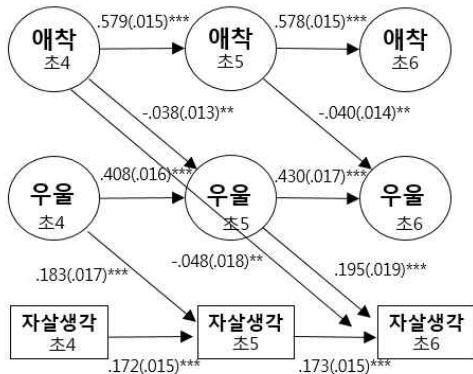 .579(.015)*** .578(.015)***
애착 애착 애착
초4 초5 초6
-.038(.013)** -.040(.014)**
.408(.016)*** .430(.017)***
우울 우울 우울
초4 초5 초6
.183(.017)*** -.048(.018)** .195(.019)***
자살생각 자살생각 자살생각
초4 초5 초6
.172(.015)*** .173(.015)***